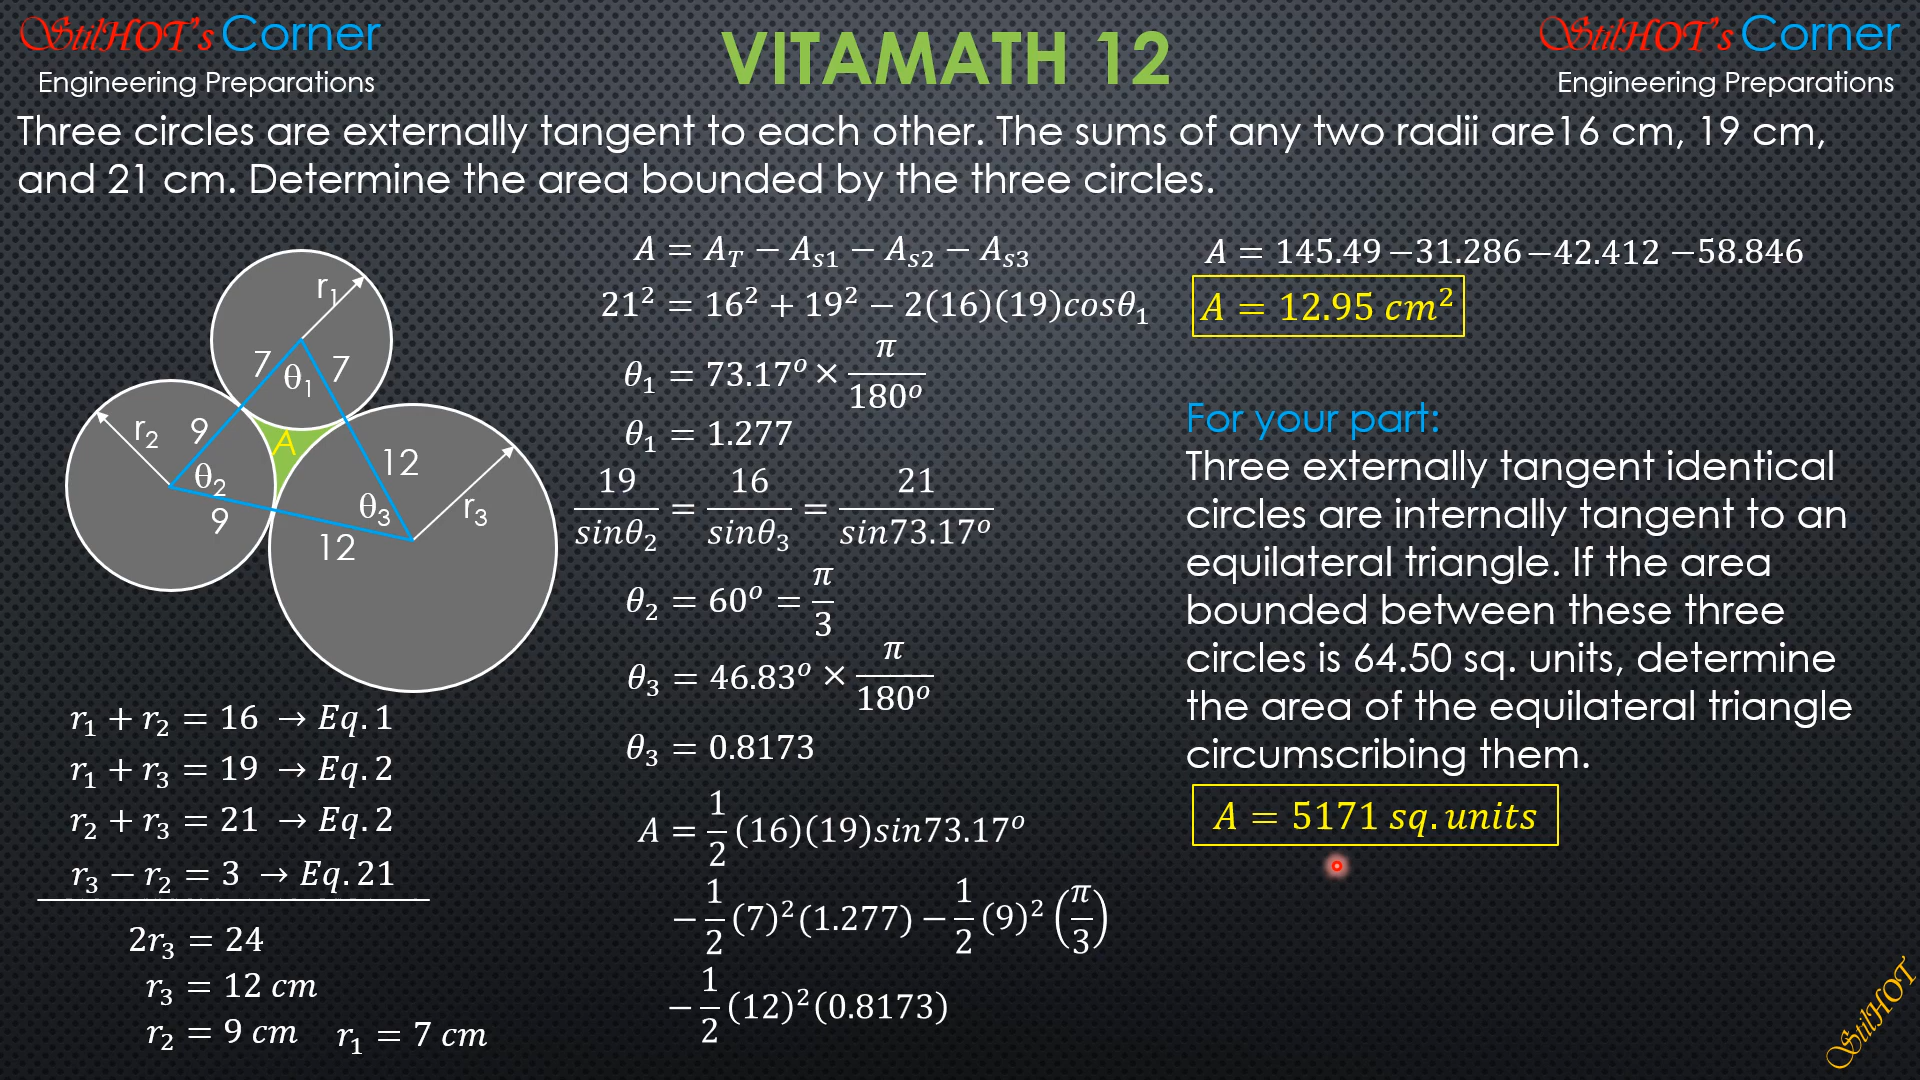 StilHOT's Corner
Engineering Preparations
VITAMATH 12
StilHOT's Corner
Engineering Preparations
Three circles are externally tangent to each other. The sums of any two radii are16 cm, 19 cm,
and 21 cm. Determine the area bounded by the three circles.
r₁
7 θ₁ 7
r₂ 9 A
θ₂ 12
9 θ₃ r₃
12
r₁ + r₂ = 16 → Eq. 1
r₁ + r₃ = 19 → Eq. 2
r₂ + r₃ = 21 → Eq. 2
r₃ − r₂ = 3 → Eq. 21
2r₃ = 24
r₃ = 12 cm
r₂ = 9 cm r₁ = 7 cm
A = A_T − A_s1 − A_s2 − A_s3
21² = 16² + 19² − 2(16)(19)cosθ₁
θ₁ = 73.17° × π/180°
θ₁ = 1.277
19/sinθ₂ = 16/sinθ₃ = 21/sin73.17°
θ₂ = 60° = π/3
θ₃ = 46.83° × π/180°
θ₃ = 0.8173
A = 1/2 (16)(19)sin73.17°
− 1/2 (7)²(1.277) − 1/2 (9)² (π/3)
− 1/2 (12)²(0.8173)
A = 145.49 −31.286 −42.412 −58.846
A = 12.95 cm²
For your part:
Three externally tangent identical
circles are internally tangent to an
equilateral triangle. If the area
bounded between these three
circles is 64.50 sq. units, determine
the area of the equilateral triangle
circumscribing them.
A = 5171 sq. units
StilHOT